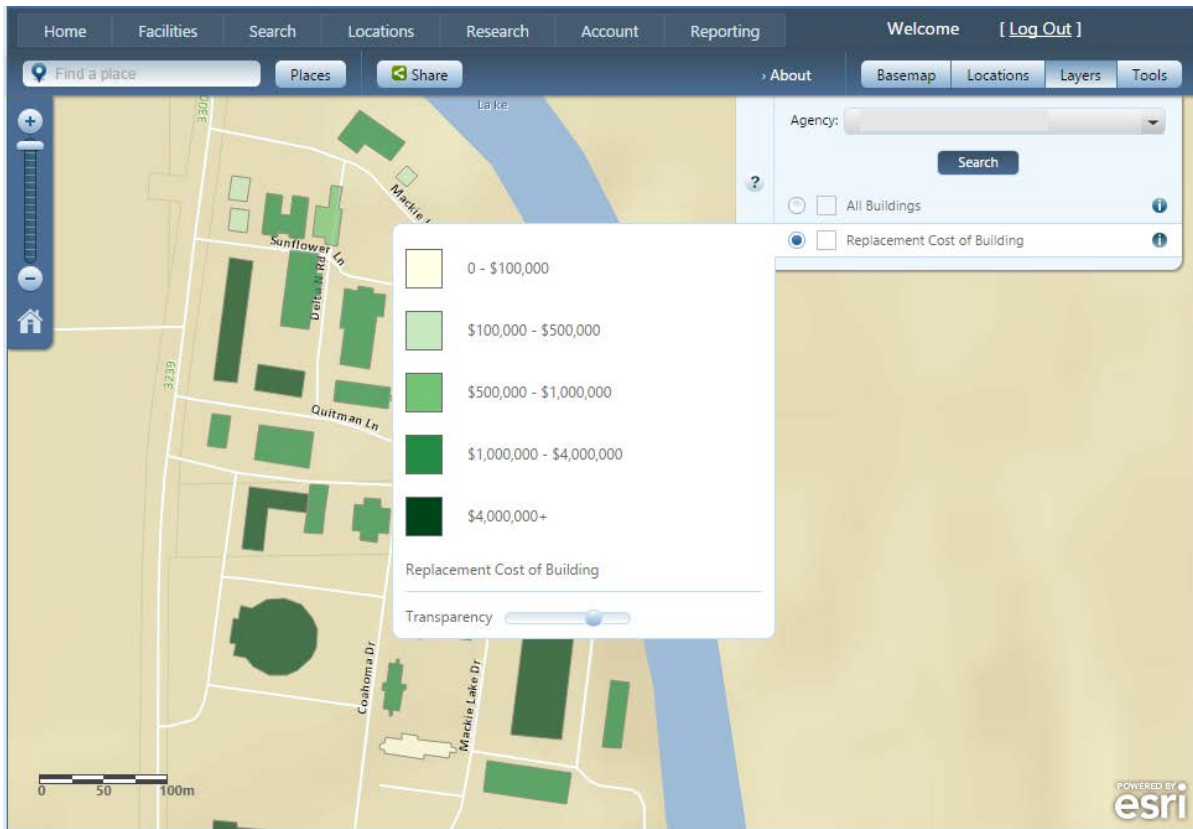 Home Facilities Search Locations Research Account Reporting Welcome [ Log Out ]
Find a place Places Share › About Basemap Locations Layers Tools
Lake
3300
Agency:
Search
?
All Buildings
Replacement Cost of Building
Mackie L
Sunflower Ln
Delta N Rd
0 - $100,000
$100,000 - $500,000
$500,000 - $1,000,000
$1,000,000 - $4,000,000
$4,000,000+
Replacement Cost of Building
Transparency
3239
Quitman Ln
Coahoma Dr
Mackie Lake Dr
0 50 100m
POWERED BY
esri